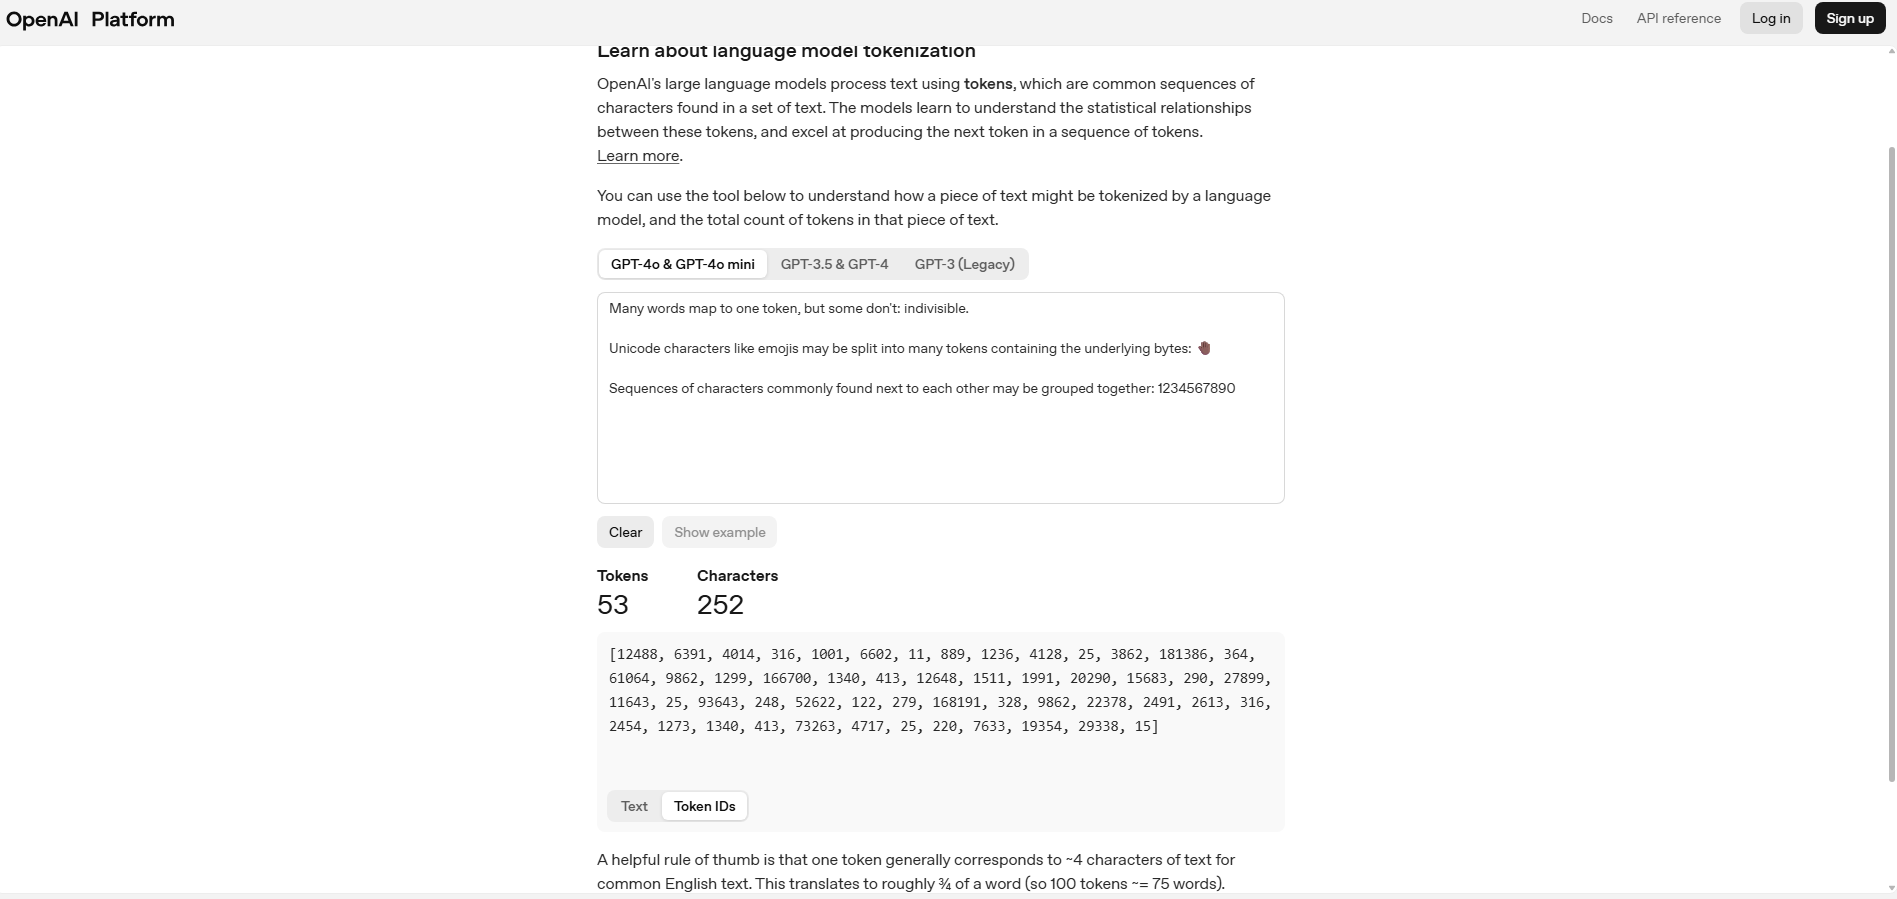 OpenAI Platform
Docs
API reference
Log in
Sign up
Learn about language model tokenization
OpenAI's large language models process text using tokens, which are common sequences of
characters found in a set of text. The models learn to understand the statistical relationships
between these tokens, and excel at producing the next token in a sequence of tokens.
Learn more.
You can use the tool below to understand how a piece of text might be tokenized by a language
model, and the total count of tokens in that piece of text.
GPT-4o & GPT-4o mini
GPT-3.5 & GPT-4
GPT-3 (Legacy)
Many words map to one token, but some don't: indivisible.
Unicode characters like emojis may be split into many tokens containing the underlying bytes: 🤚🏾
Sequences of characters commonly found next to each other may be grouped together: 1234567890
Clear
Show example
Tokens
Characters
53
252
[12488, 6391, 4014, 316, 1001, 6602, 11, 889, 1236, 4128, 25, 3862, 181386, 364,
61064, 9862, 1299, 166700, 1340, 413, 12648, 1511, 1991, 20290, 15683, 290, 27899,
11643, 25, 93643, 248, 52622, 122, 279, 168191, 328, 9862, 22378, 2491, 2613, 316,
2454, 1273, 1340, 413, 73263, 4717, 25, 220, 7633, 19354, 29338, 15]
Text
Token IDs
A helpful rule of thumb is that one token generally corresponds to ~4 characters of text for
common English text. This translates to roughly ¾ of a word (so 100 tokens ~= 75 words).